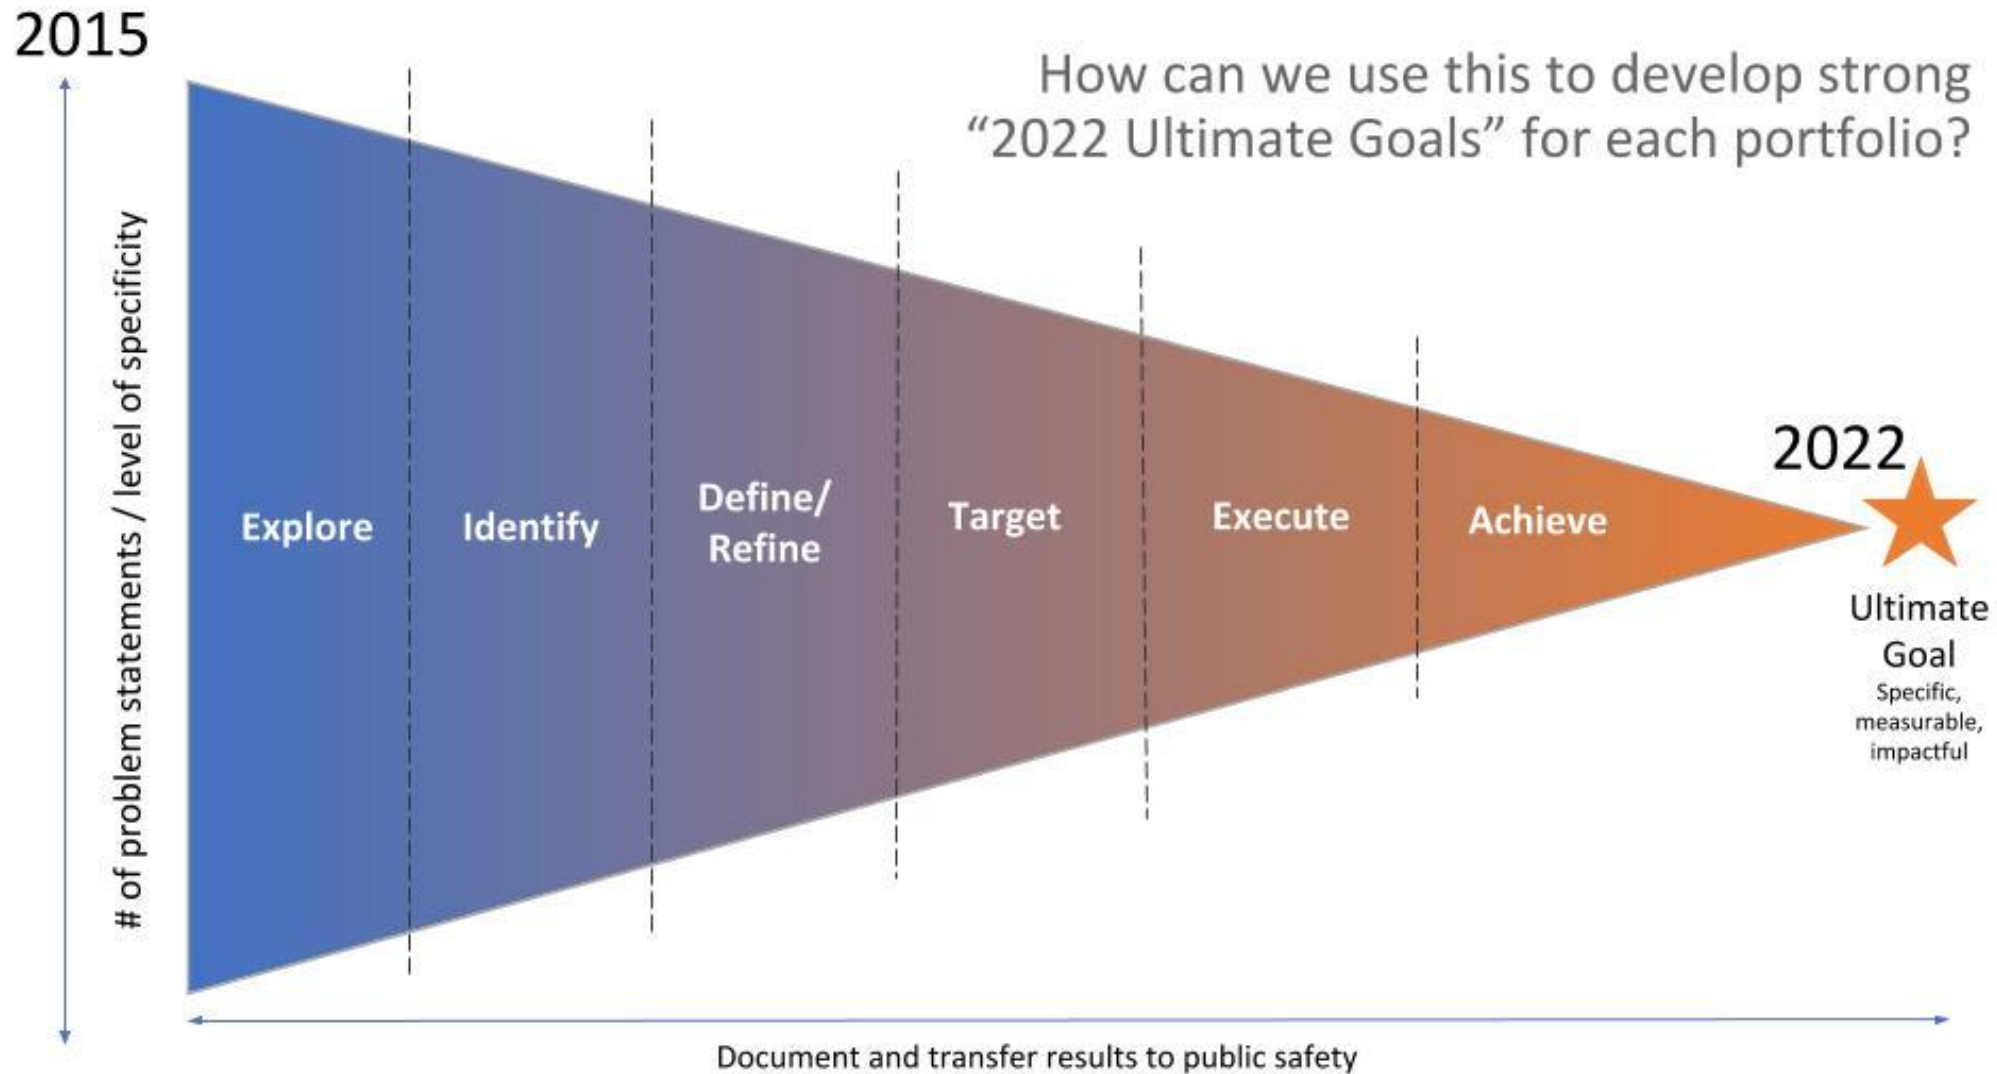 2015
How can we use this to develop strong
“2022 Ultimate Goals” for each portfolio?
# of problem statements / level of specificity
Explore
Identify
Define/
Refine
Target
Execute
Achieve
2022
Ultimate
Goal
Specific,
measurable,
impactful
Document and transfer results to public safety